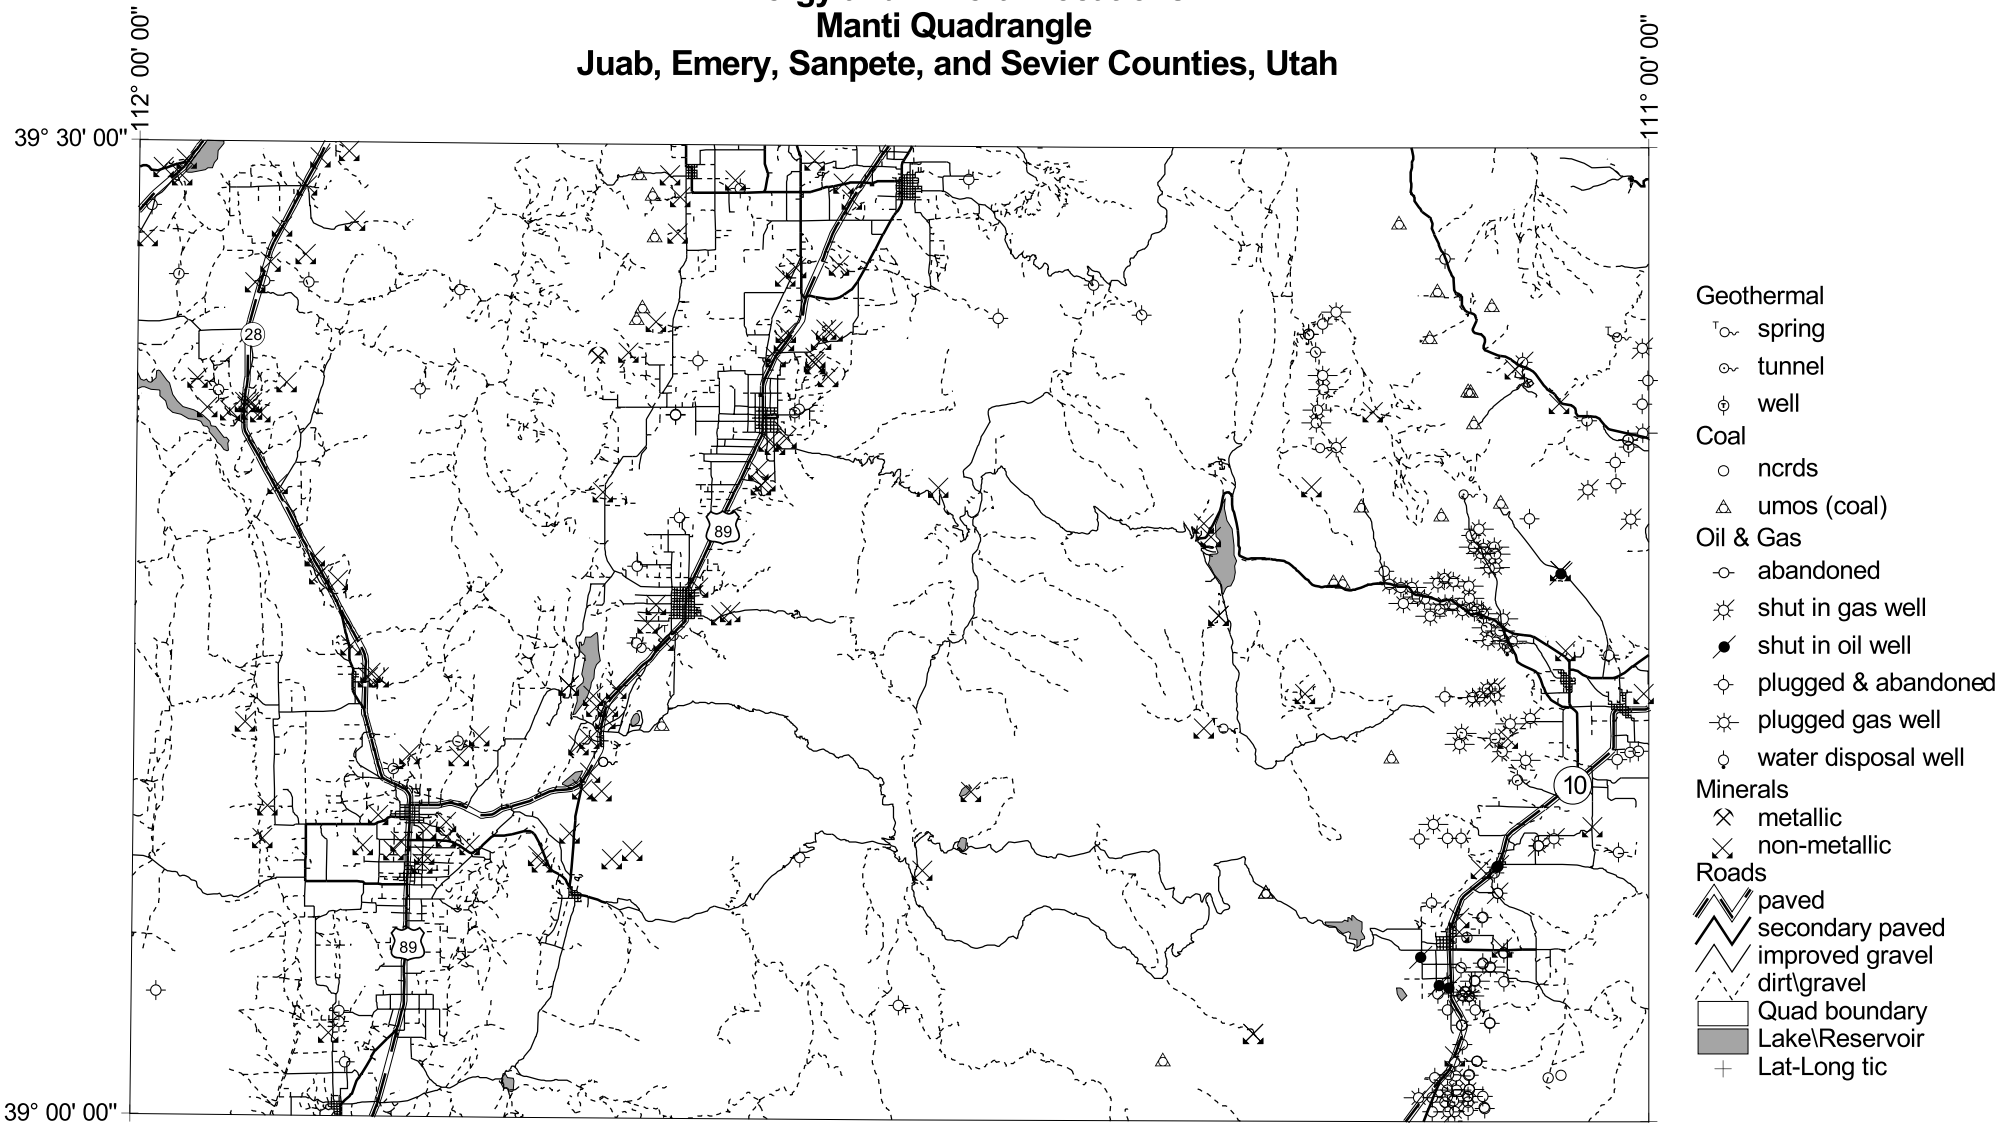 Manti Quadrangle
Juab, Emery, Sanpete, and Sevier Counties, Utah
112° 00' 00"
111° 00' 00"
39° 30' 00"
28
89
89
10
39° 00' 00"
Geothermal
spring
tunnel
well
Coal
ncrds
umos (coal)
Oil & Gas
abandoned
shut in gas well
shut in oil well
plugged & abandoned
plugged gas well
water disposal well
Minerals
metallic
non-metallic
Roads
paved
secondary paved
improved gravel
dirt\gravel
Quad boundary
Lake\Reservoir
Lat-Long tic